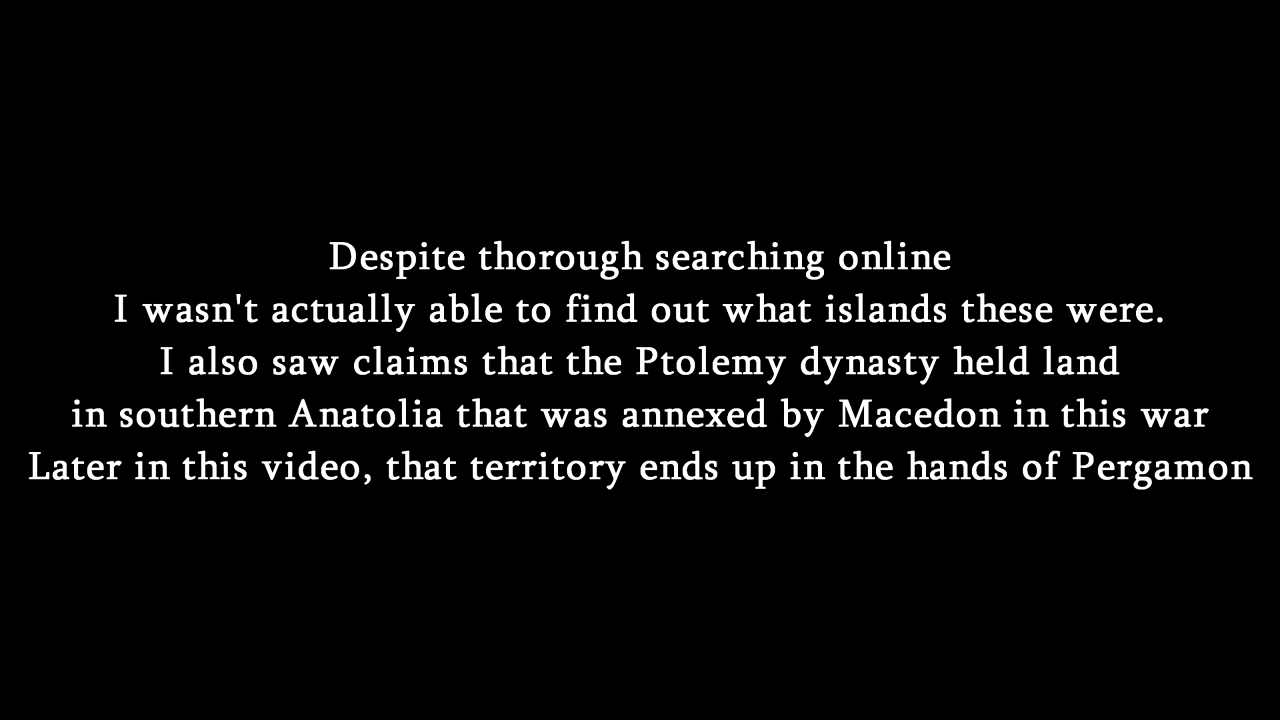 Despite thorough searching online
I wasn't actually able to find out what islands these were.
I also saw claims that the Ptolemy dynasty held land
in southern Anatolia that was annexed by Macedon in this war
Later in this video, that territory ends up in the hands of Pergamon